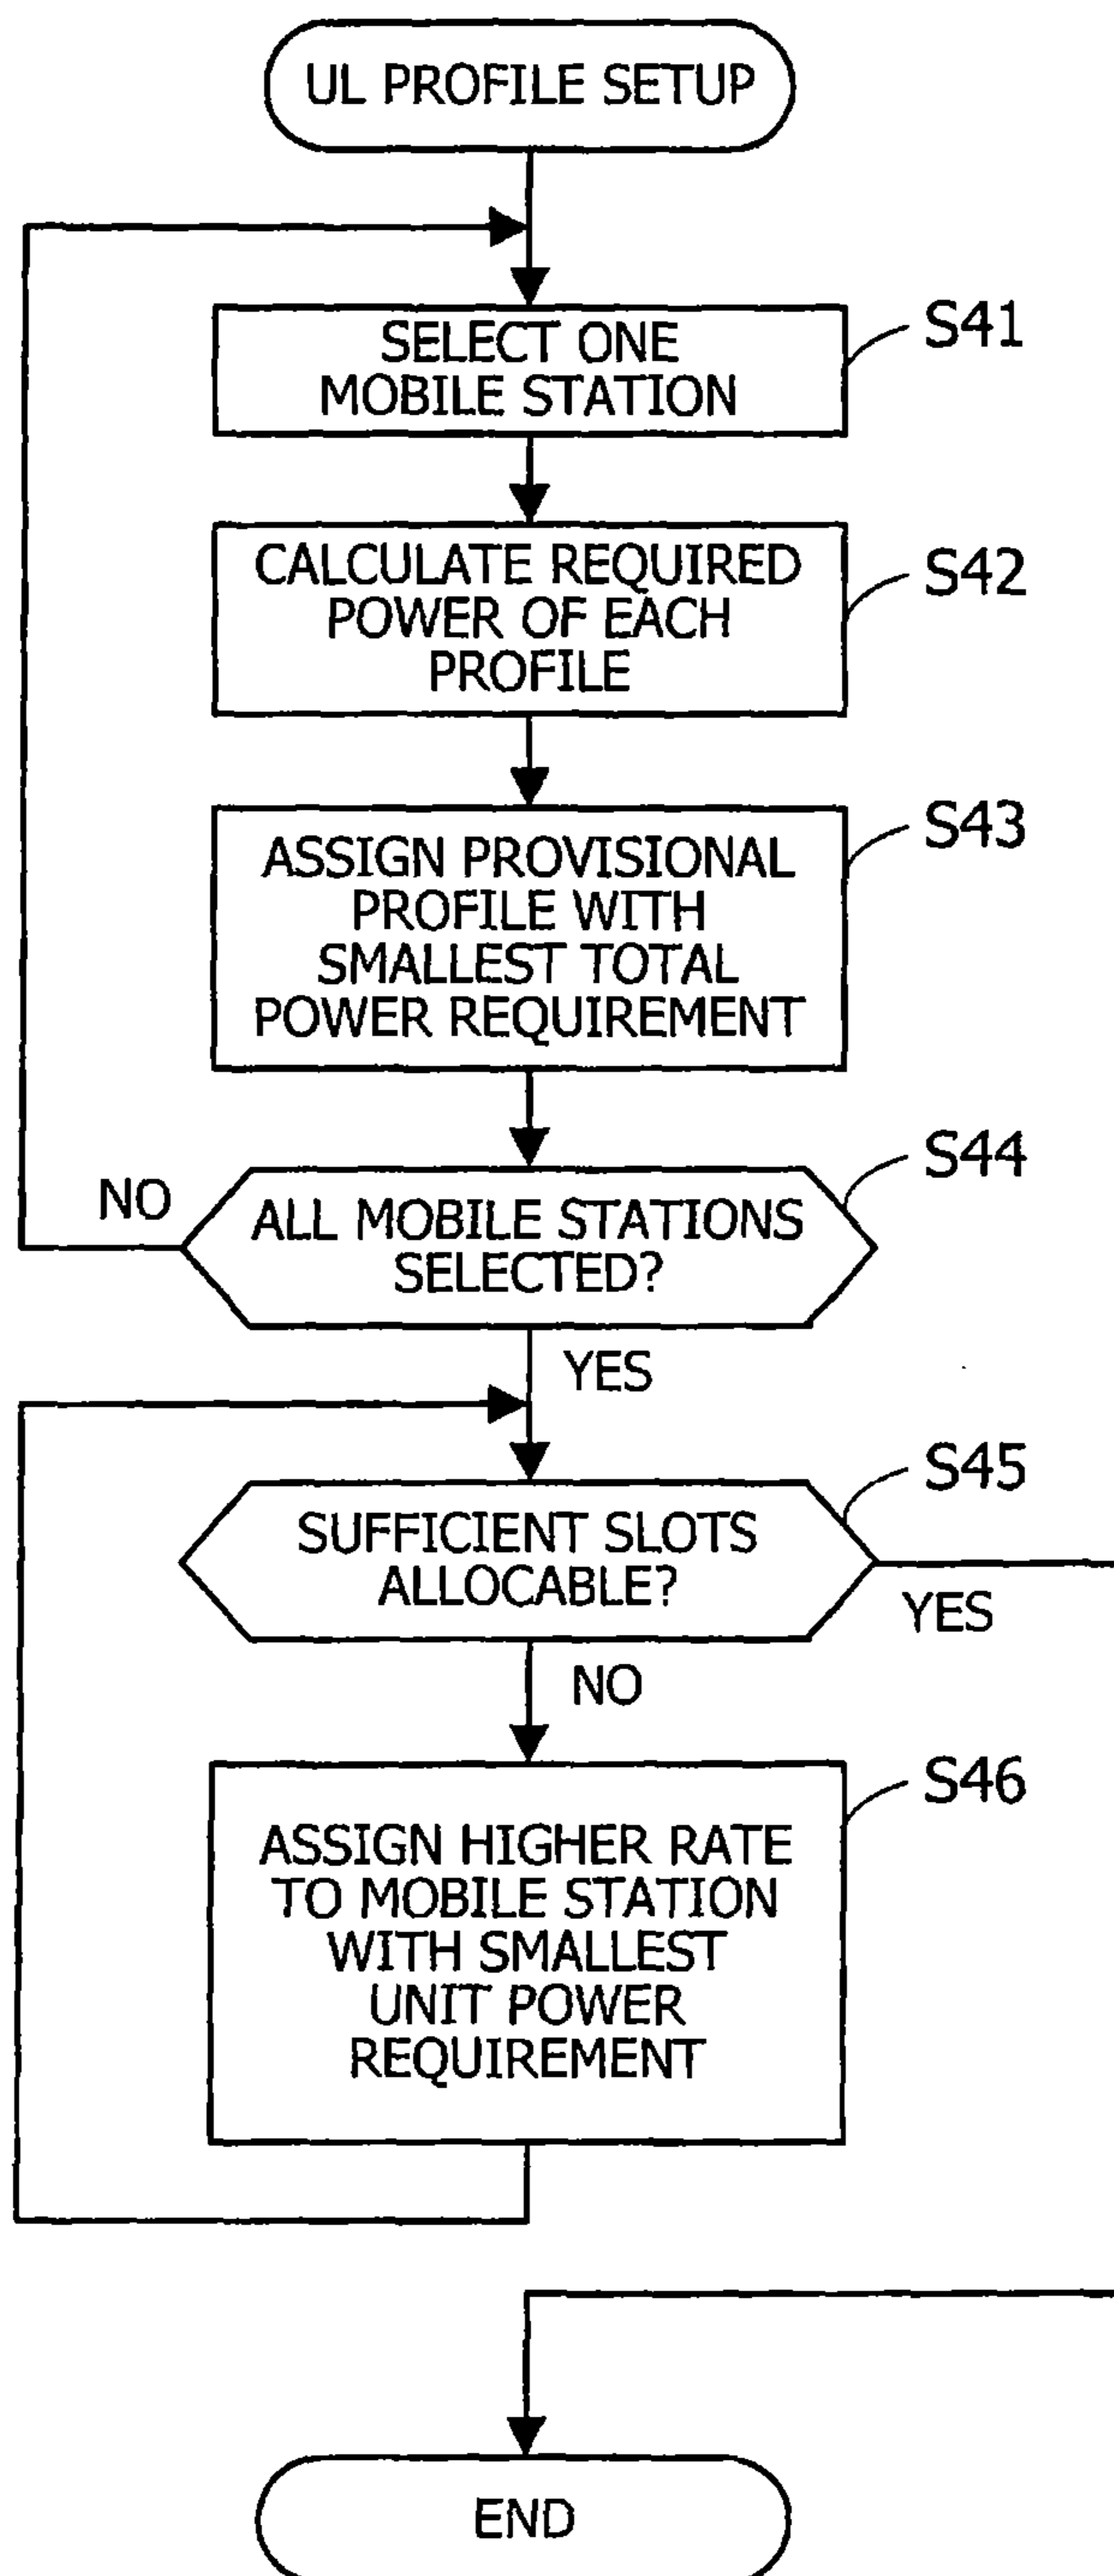 UL PROFILE SETUP
SELECT ONE
MOBILE STATION
S41
CALCULATE REQUIRED
POWER OF EACH
PROFILE
S42
ASSIGN PROVISIONAL
PROFILE WITH
SMALLEST TOTAL
POWER REQUIREMENT
S43
ALL MOBILE STATIONS
SELECTED?
S44
NO
YES
SUFFICIENT SLOTS
ALLOCABLE?
S45
YES
NO
ASSIGN HIGHER RATE
TO MOBILE STATION
WITH SMALLEST
UNIT POWER
REQUIREMENT
S46
END